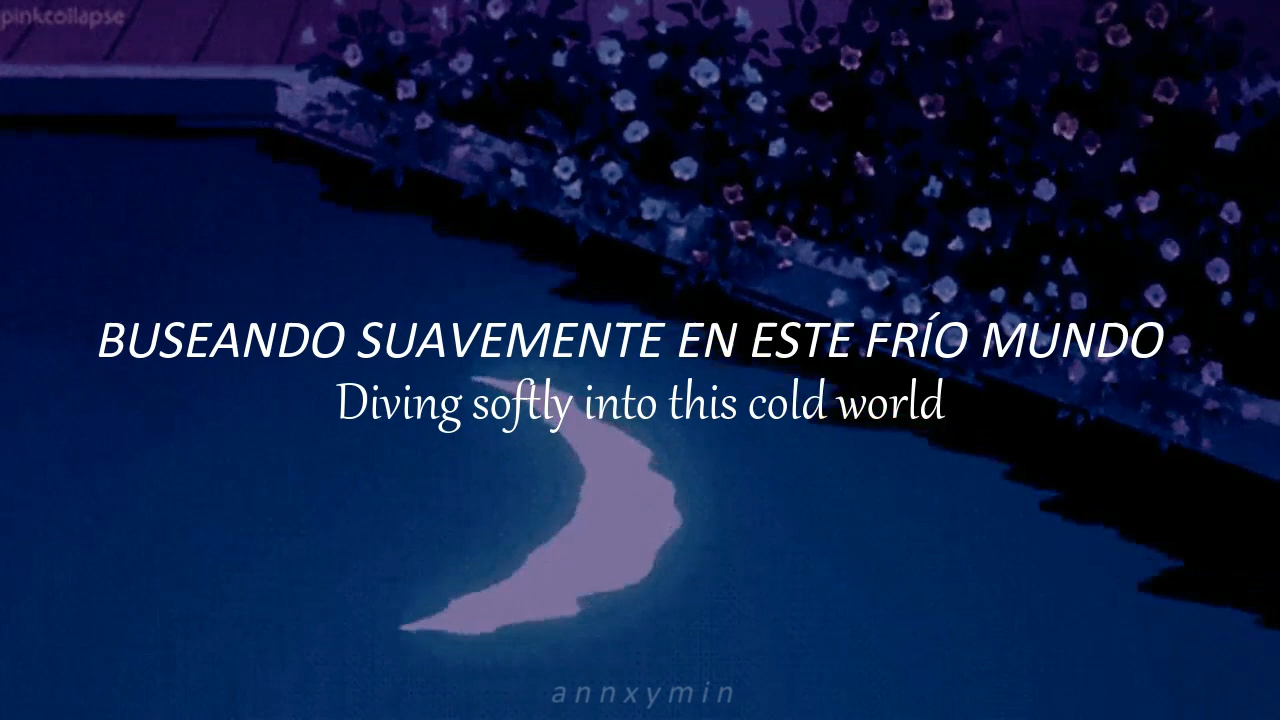 pinkcollapse
BUSEANDO SUAVEMENTE EN ESTE FRÍO MUNDO
Diving softly into this cold world
annxymin